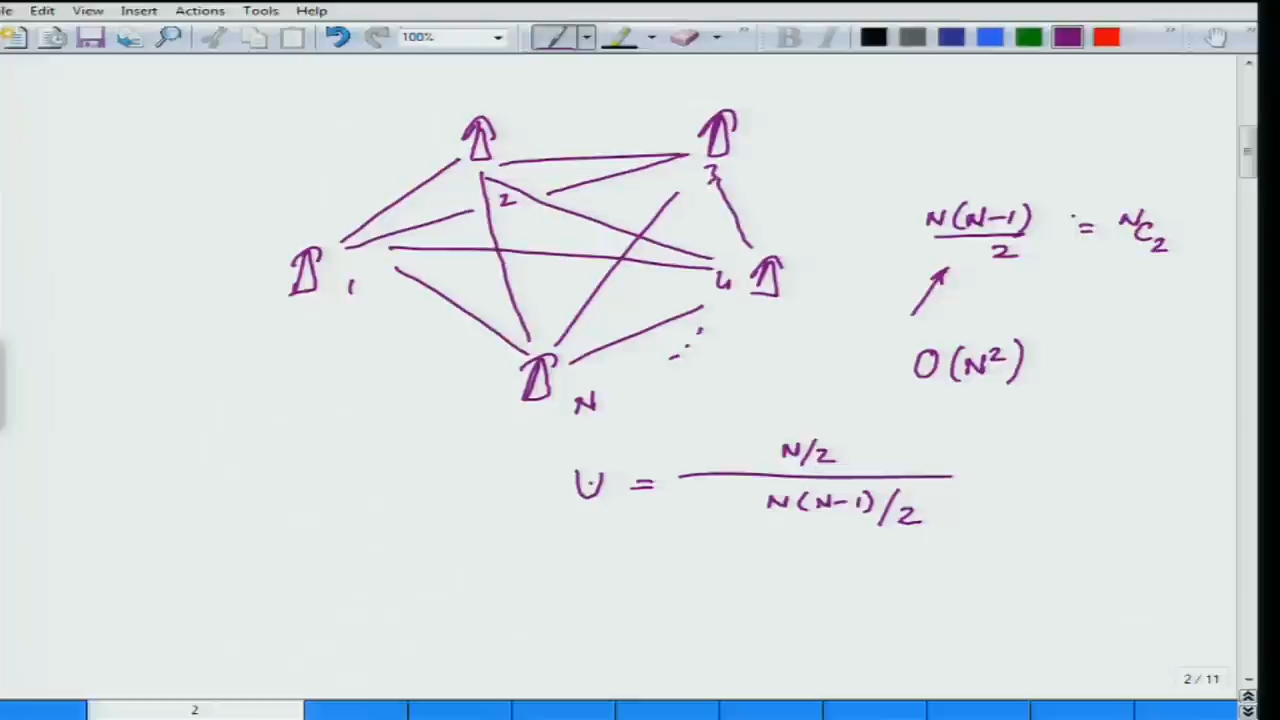 le Edit View Insert Actions Tools Help
100%
1
2
3
4
N
N(N-1)/2 = ᴺC₂
O(N²)
U = N/2
N(N-1)/2
2 / 11
2